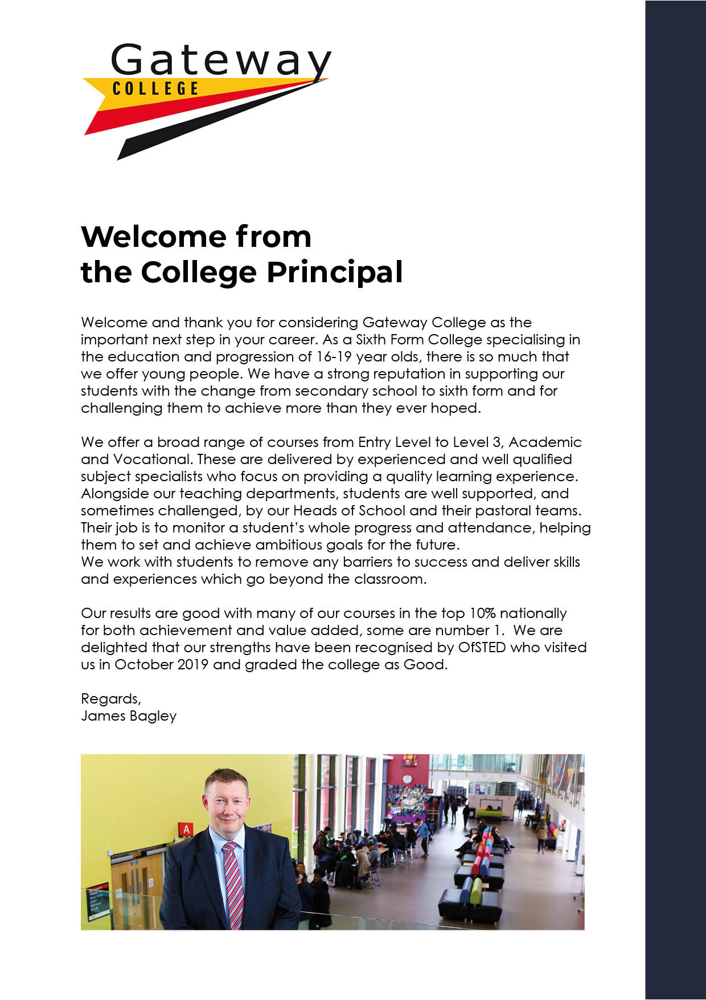 Gateway
COLLEGE
Welcome from
the College Principal
Welcome and thank you for considering Gateway College as the
important next step in your career. As a Sixth Form College specialising in
the education and progression of 16-19 year olds, there is so much that
we offer young people. We have a strong reputation in supporting our
students with the change from secondary school to sixth form and for
challenging them to achieve more than they ever hoped.
We offer a broad range of courses from Entry Level to Level 3, Academic
and Vocational. These are delivered by experienced and well qualified
subject specialists who focus on providing a quality learning experience.
Alongside our teaching departments, students are well supported, and
sometimes challenged, by our Heads of School and their pastoral teams.
Their job is to monitor a student’s whole progress and attendance, helping
them to set and achieve ambitious goals for the future.
We work with students to remove any barriers to success and deliver skills
and experiences which go beyond the classroom.
Our results are good with many of our courses in the top 10% nationally
for both achievement and value added, some are number 1.  We are
delighted that our strengths have been recognised by OfSTED who visited
us in October 2019 and graded the college as Good.
Regards,
James Bagley
A